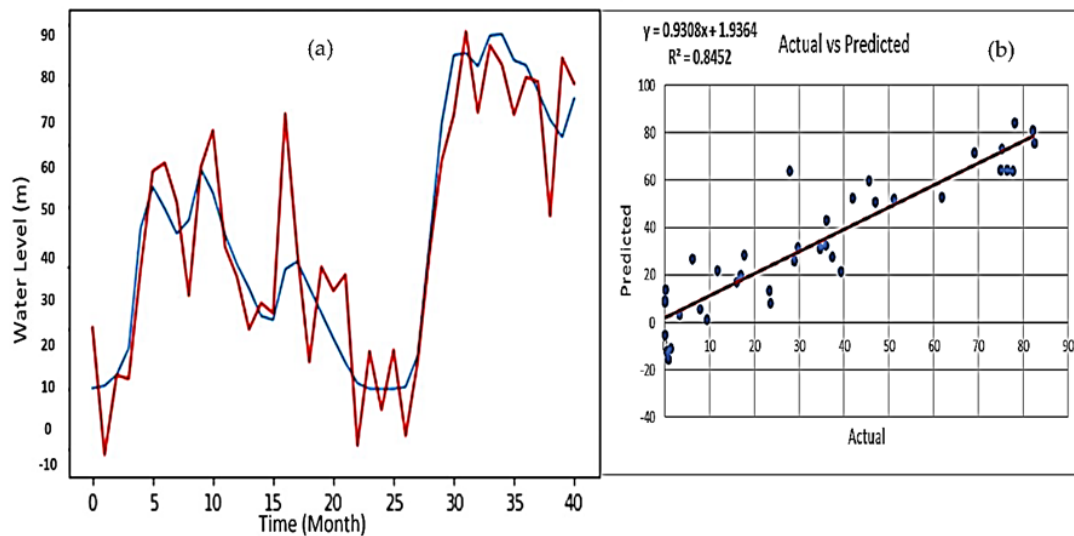 90
80
70
60
50
40
30
20
10
0
-10
Water Level (m)
(a)
0 5 10 15 20 25 30 35 40
Time (Month)
y = 0.9308x + 1.9364
R² = 0.8452
Actual vs Predicted
(b)
100
80
60
40
20
0
-20
-40
Predicted
10 20 30 40 50 60 70 80 90
Actual